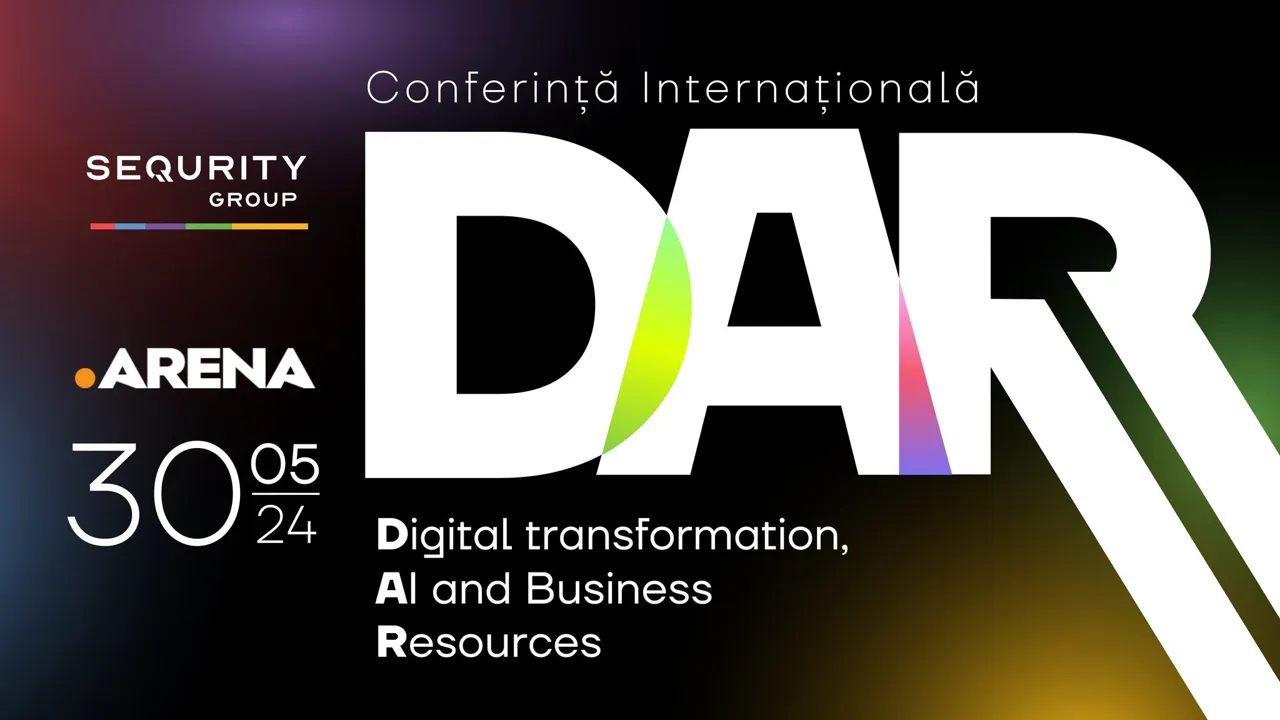 Conferință Internațională
DAR
SEQURITY
GROUP
.ARENA
30 05
24
Digital transformation,
AI and Business
Resources